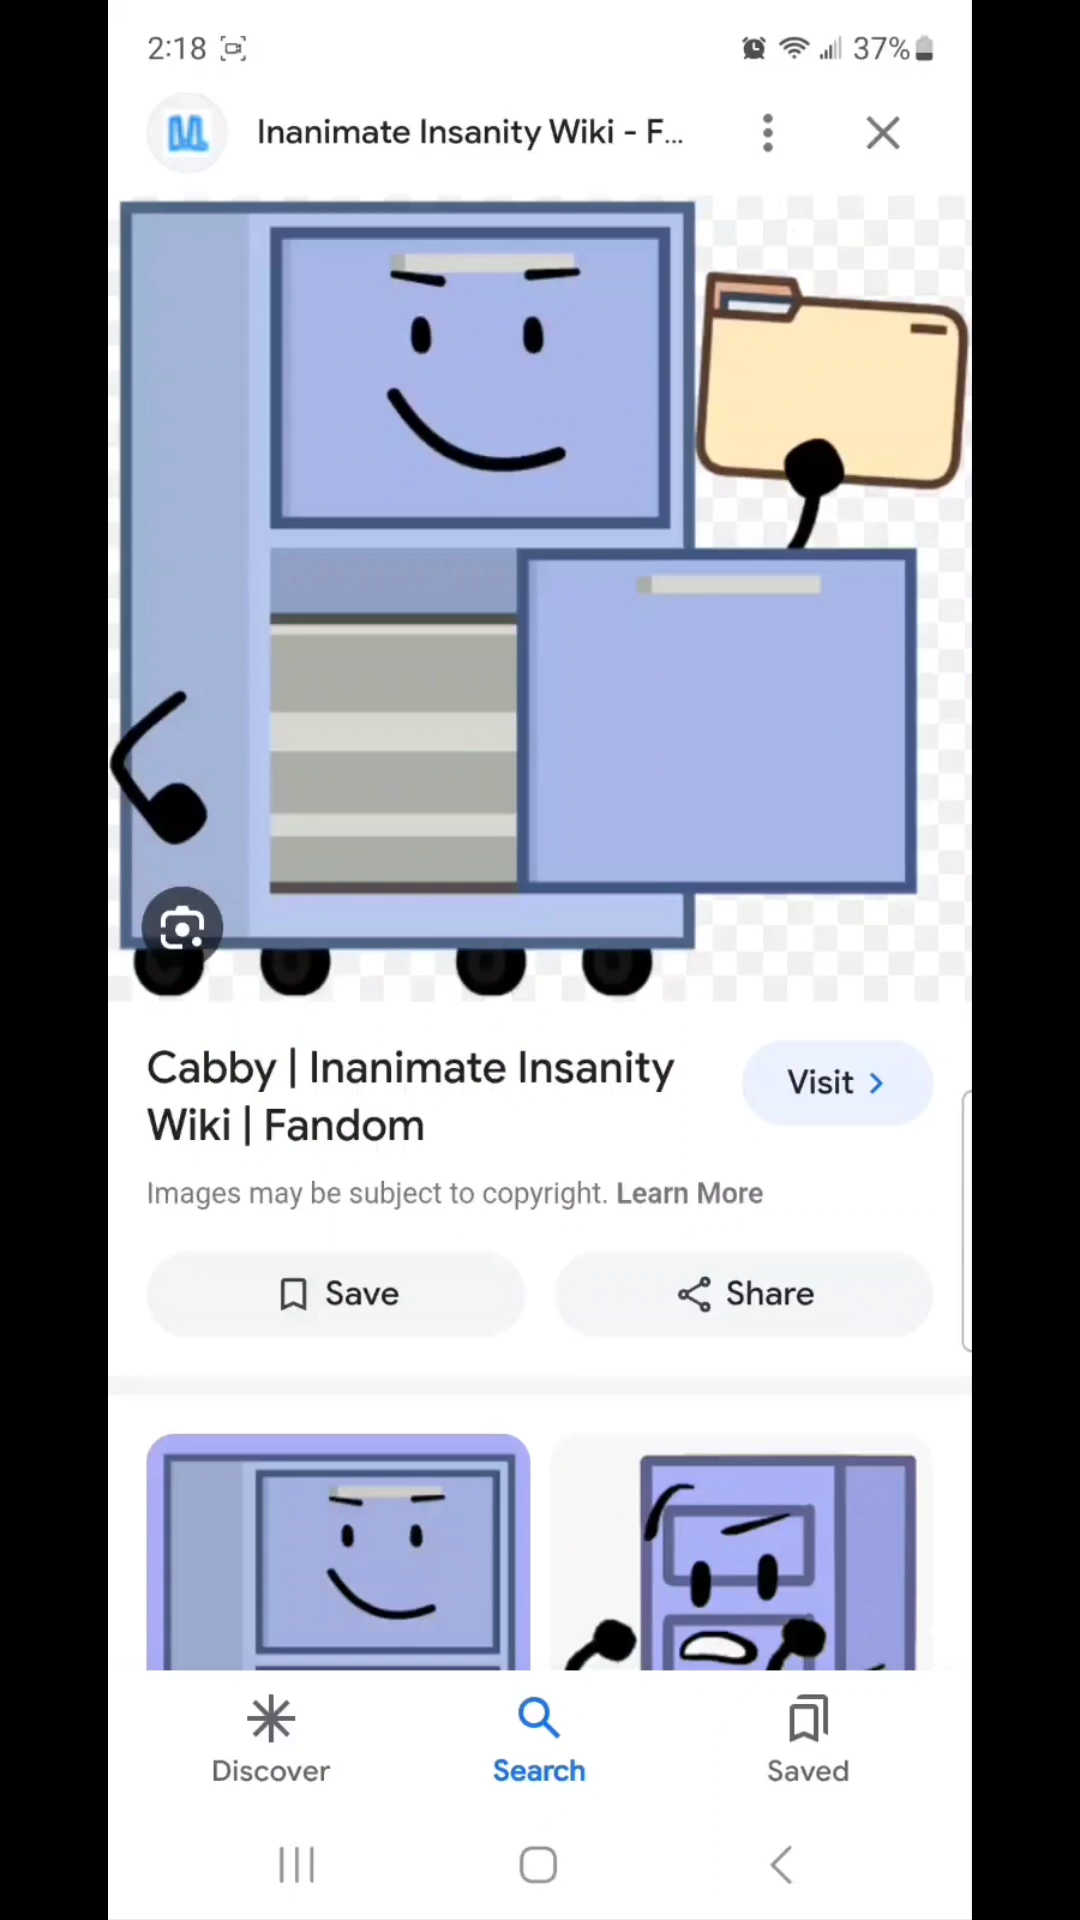 2:18
37%
Inanimate Insanity Wiki - F...
Cabby | Inanimate Insanity
Wiki | Fandom
Visit
Images may be subject to copyright. Learn More
Save
Share
Discover
Search
Saved